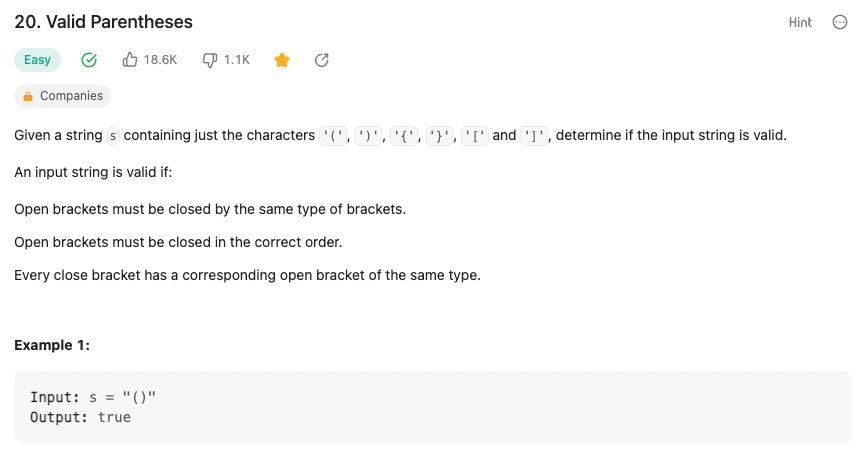 20. Valid Parentheses
Hint
Easy 18.6K 1.1K
Companies
Given a string s containing just the characters '(', ')', '{', '}', '[' and ']', determine if the input string is valid.
An input string is valid if:
Open brackets must be closed by the same type of brackets.
Open brackets must be closed in the correct order.
Every close bracket has a corresponding open bracket of the same type.
Example 1:
Input: s = "()"
Output: true